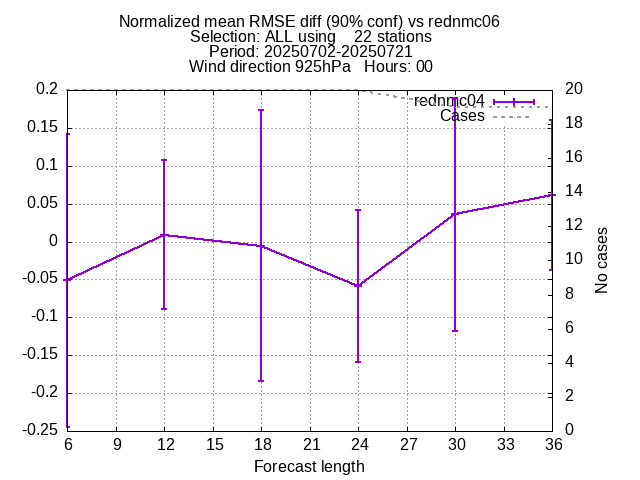 Normalized mean RMSE diff (90% conf) vs rednmc06
Selection: ALL using    22 stations
Period: 20250702-20250721
Wind direction 925hPa   Hours: 00
rednmc04
Cases
0.2
0.15
0.1
0.05
0
-0.05
-0.1
-0.15
-0.2
-0.25
20
18
16
14
12
10
8
6
4
2
0
No cases
6 9 12 15 18 21 24 27 30 33 36
Forecast length